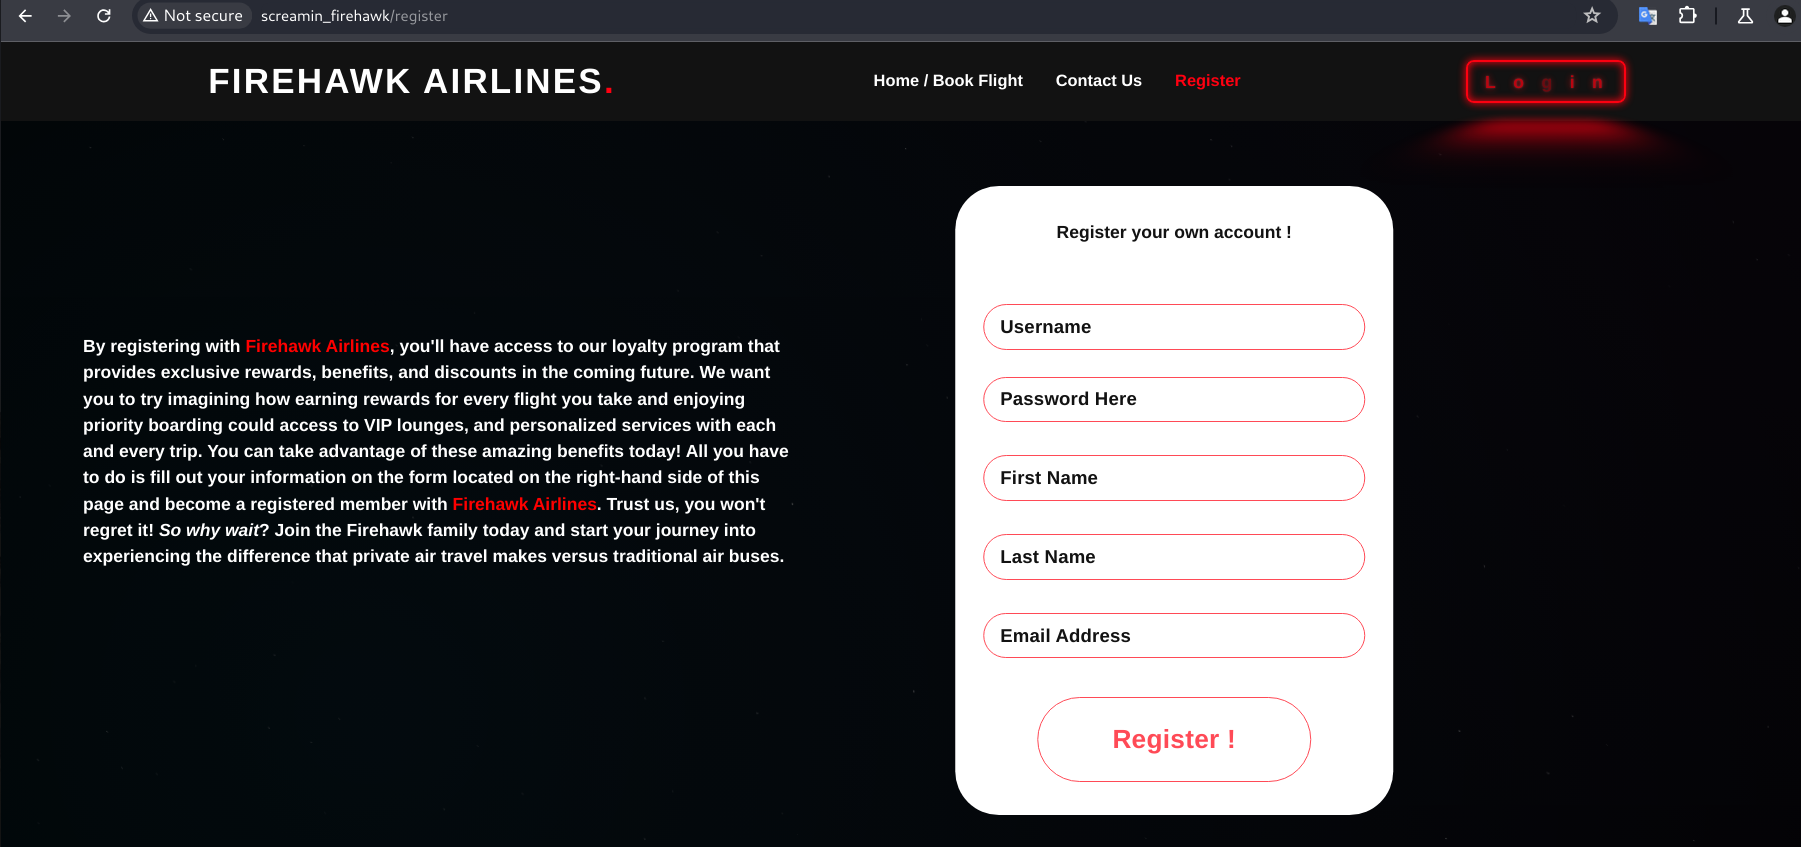 Not secure screamin_firehawk/register
FIREHAWK AIRLINES.
Home / Book Flight Contact Us Register
Login
Register your own account !
Username
Password Here
First Name
Last Name
Email Address
Register !
By registering with Firehawk Airlines, you'll have access to our loyalty program that
provides exclusive rewards, benefits, and discounts in the coming future. We want
you to try imagining how earning rewards for every flight you take and enjoying
priority boarding could access to VIP lounges, and personalized services with each
and every trip. You can take advantage of these amazing benefits today! All you have
to do is fill out your information on the form located on the right-hand side of this
page and become a registered member with Firehawk Airlines. Trust us, you won't
regret it! So why wait? Join the Firehawk family today and start your journey into
experiencing the difference that private air travel makes versus traditional air buses.